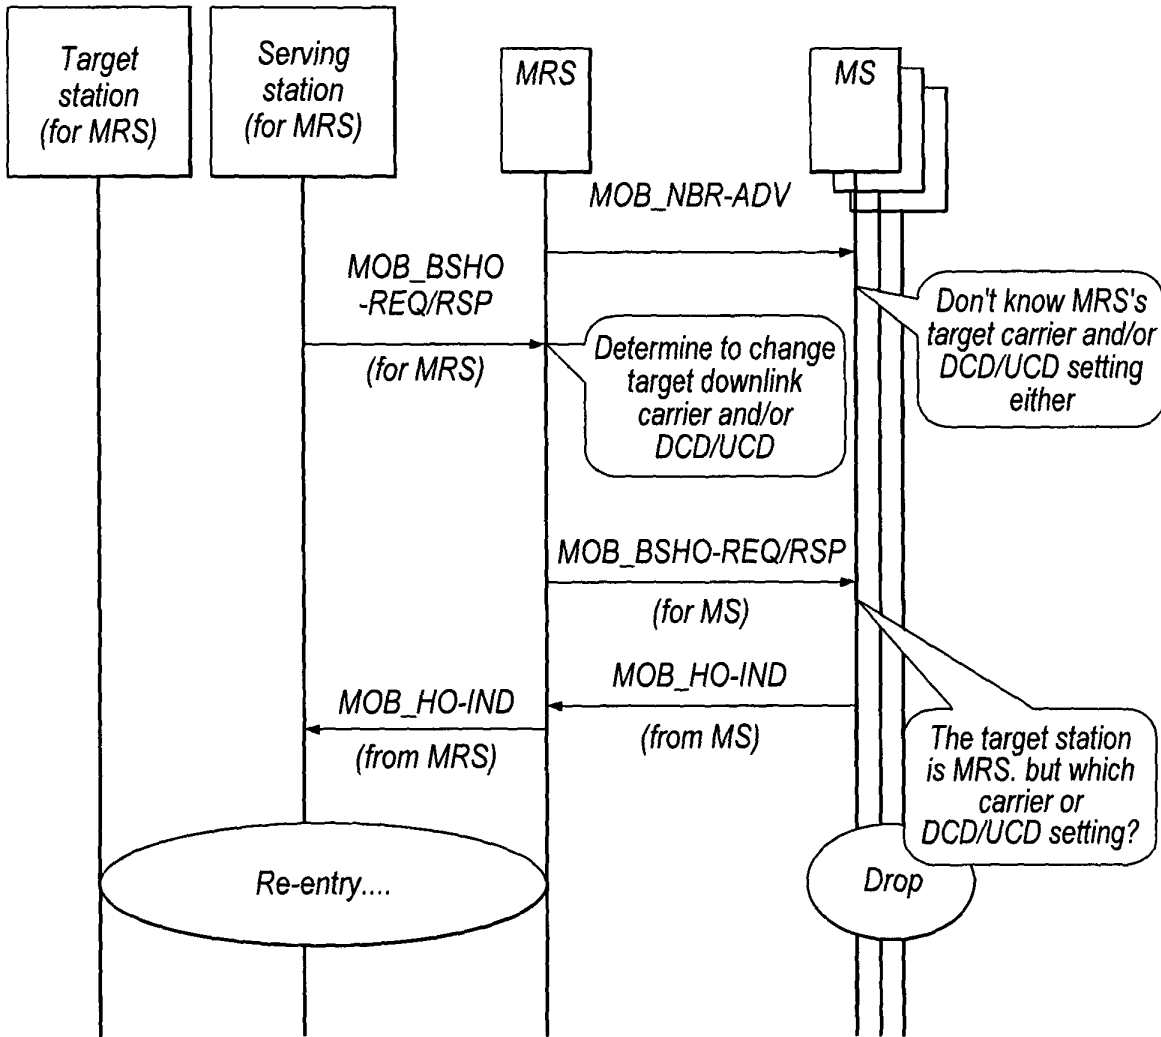 Target
station
(for MRS)
Serving
station
(for MRS)
MRS
MS
MOB_NBR-ADV
MOB_BSHO
-REQ/RSP
(for MRS)
Don't know MRS's
target carrier and/or
DCD/UCD setting
either
Determine to change
target downlink
carrier and/or
DCD/UCD
MOB_BSHO-REQ/RSP
(for MS)
MOB_HO-IND
(from MS)
MOB_HO-IND
(from MRS)
The target station
is MRS. but which
carrier or
DCD/UCD setting?
Re-entry....
Drop